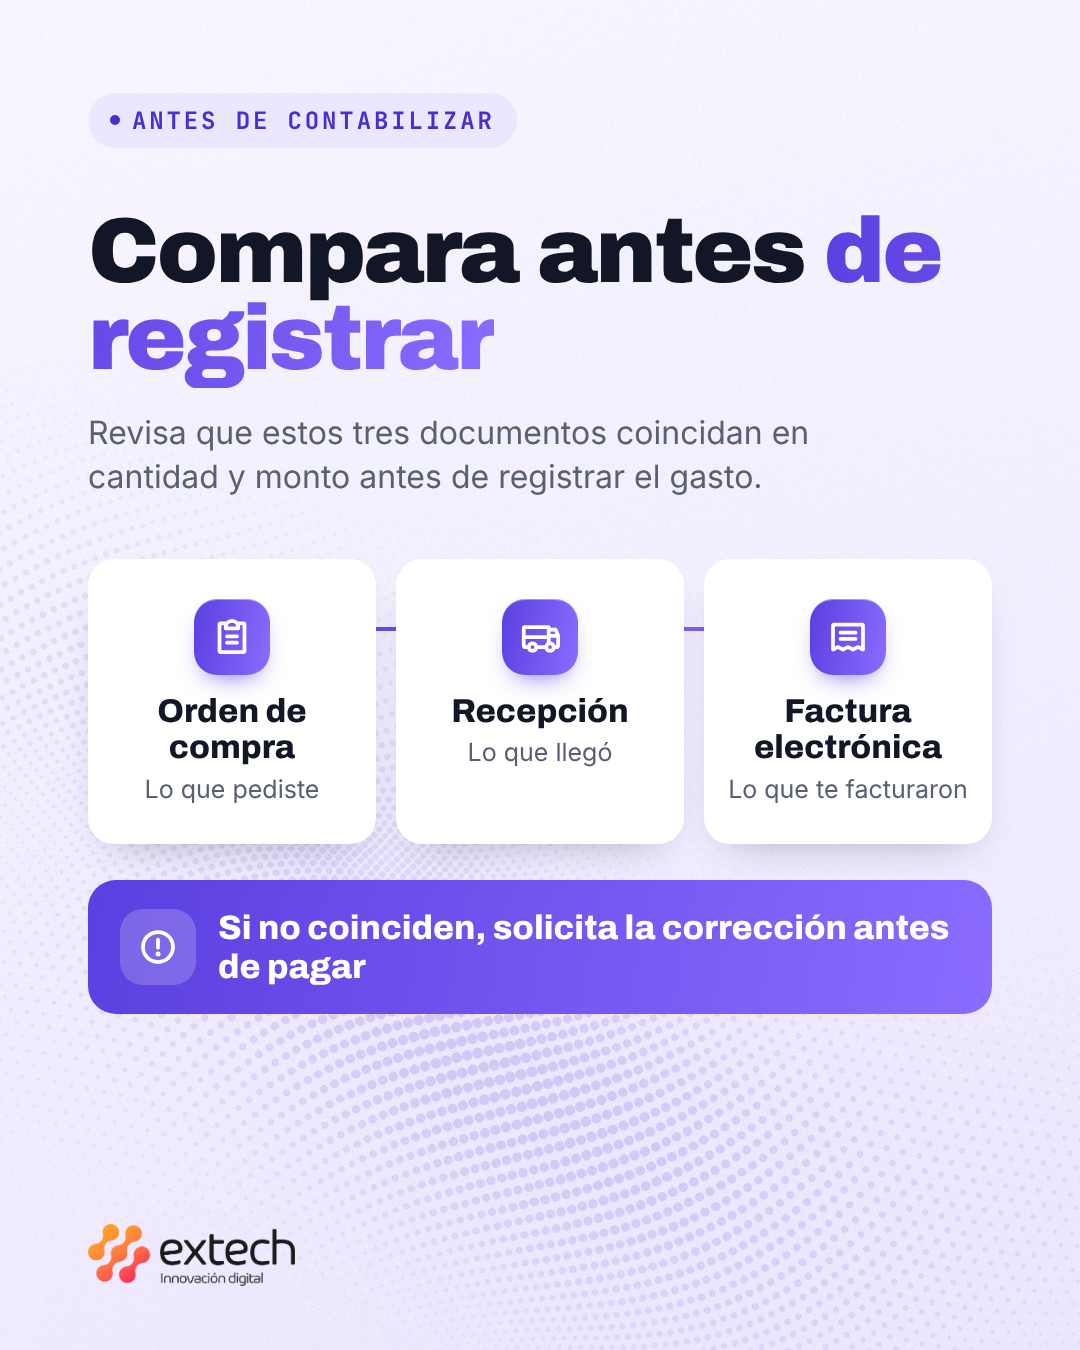 ANTES DE CONTABILIZAR
Compara antes de
registrar
Revisa que estos tres documentos coincidan en
cantidad y monto antes de registrar el gasto.
Orden de
compra
Lo que pediste
Recepción
Lo que llegó
Factura
electrónica
Lo que te facturaron
Si no coinciden, solicita la corrección antes
de pagar
extech
Innovación digital